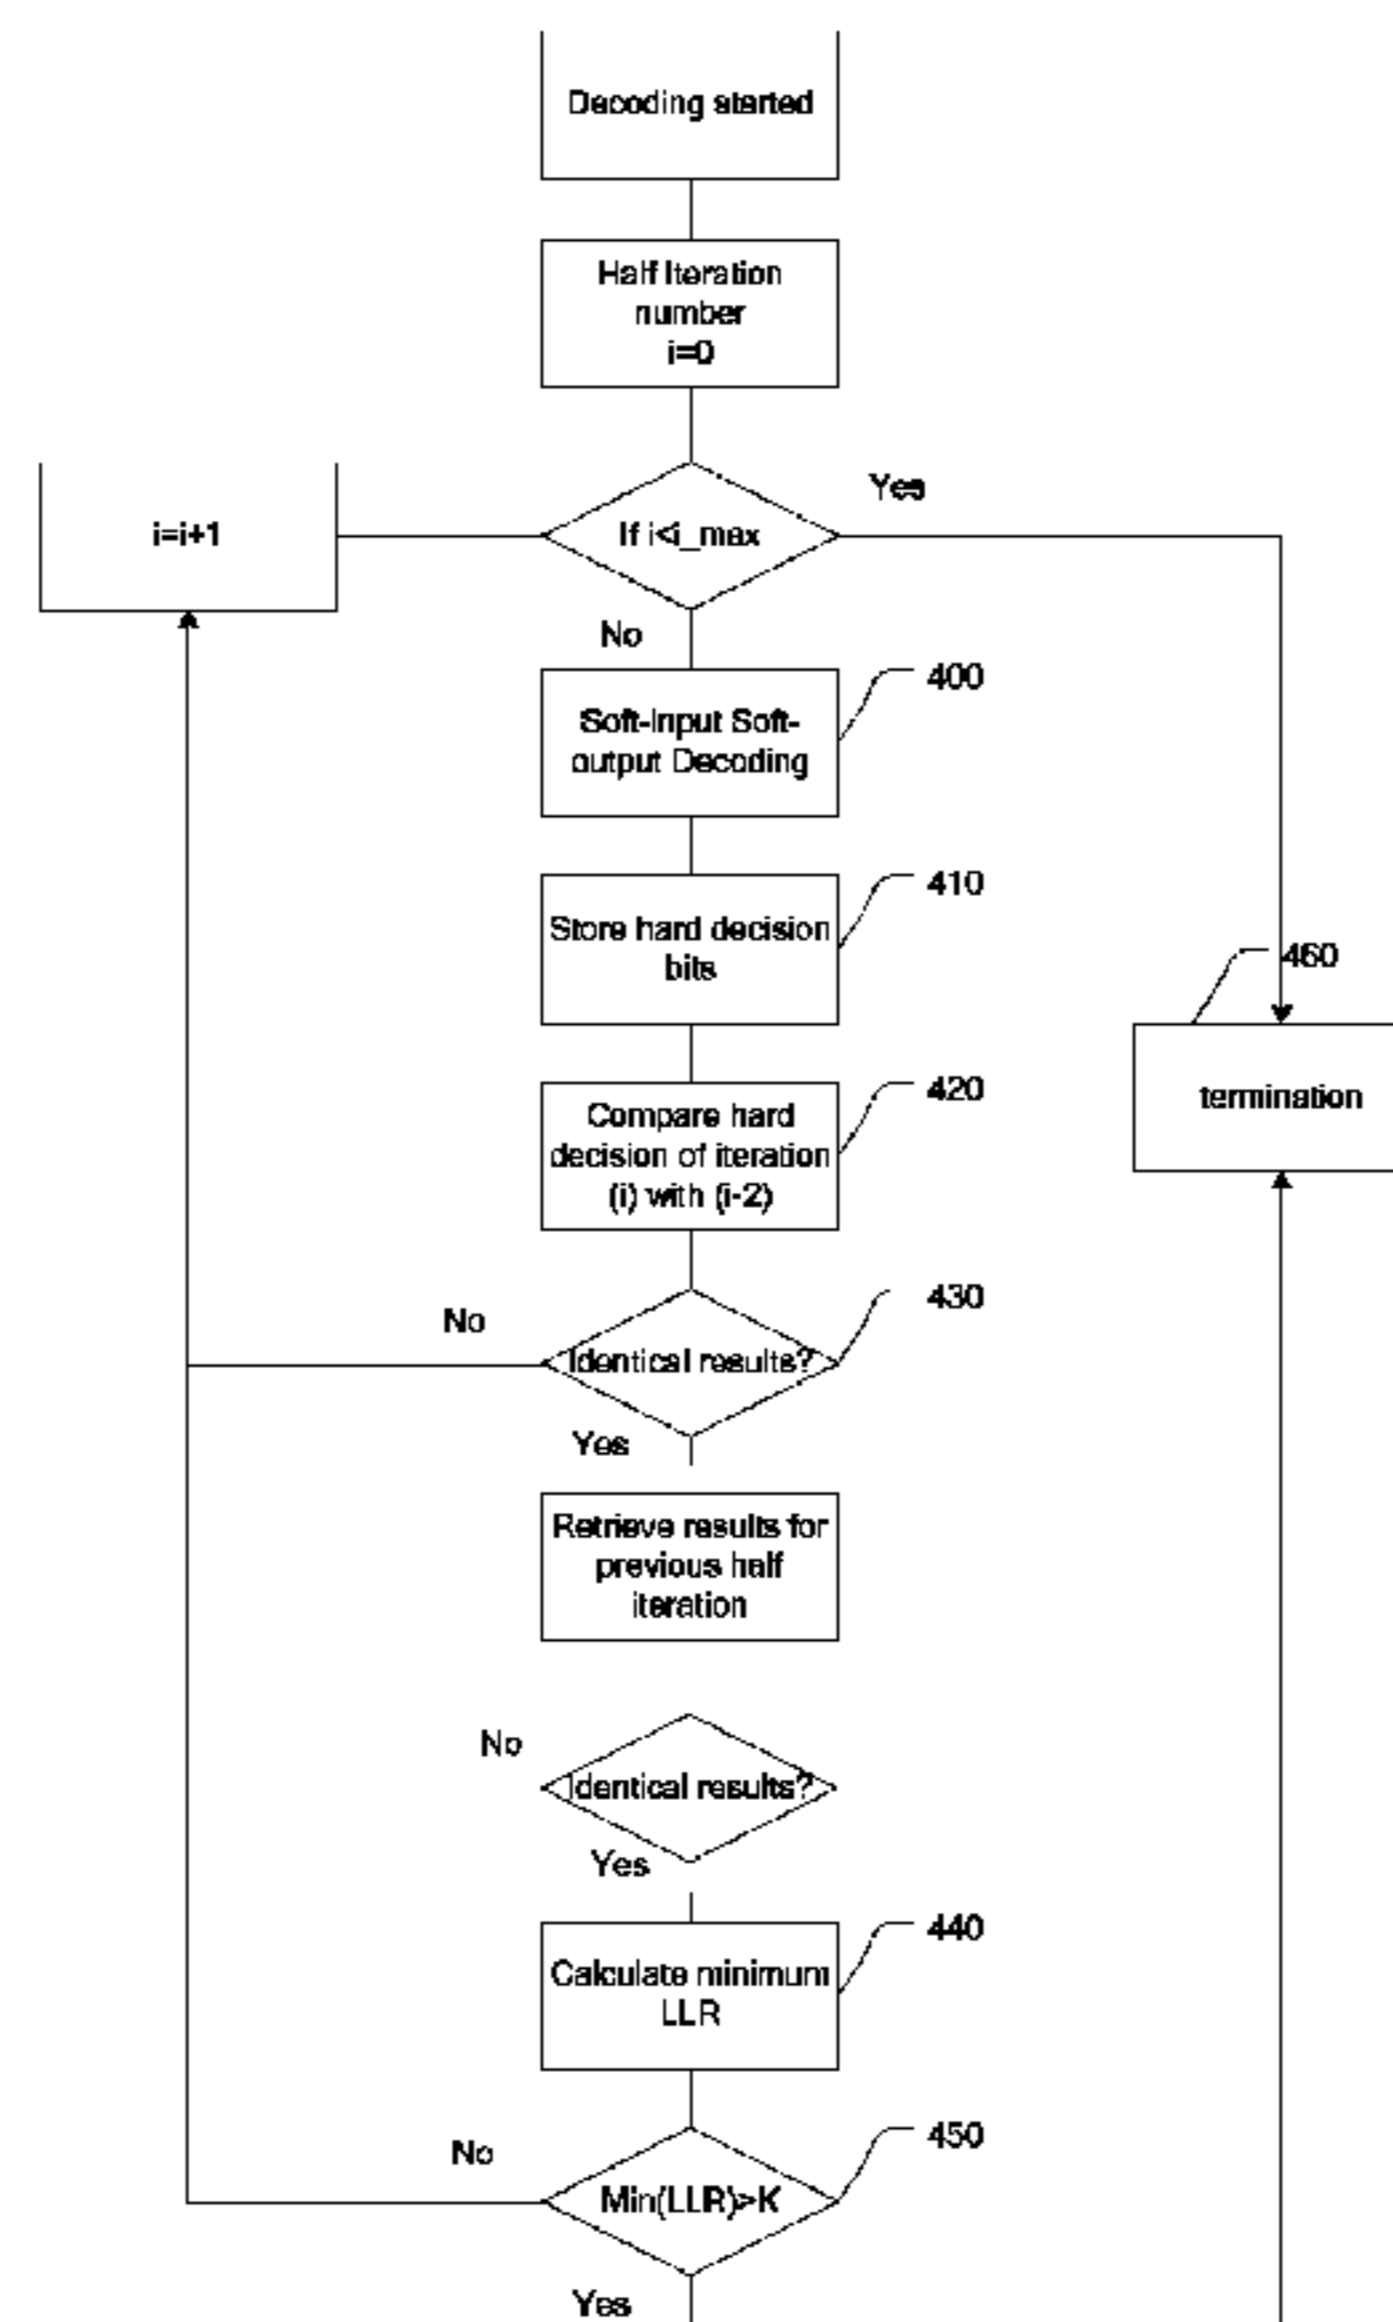 Decoding started
Half Iteration
number
i=0
Yes
i=i+1
If i<i_max
No
400
Soft-Input Soft-
output Decoding
410
Store hard decision
bits
460
termination
420
Compare hard
decision of iteration
(i) with (i-2)
430
No
Identical results?
Yes
Retrieve results for
previous half
iteration
No
Identical results?
Yes
440
Calculate minimum
LLR
450
No
Min(LLR)>K
Yes